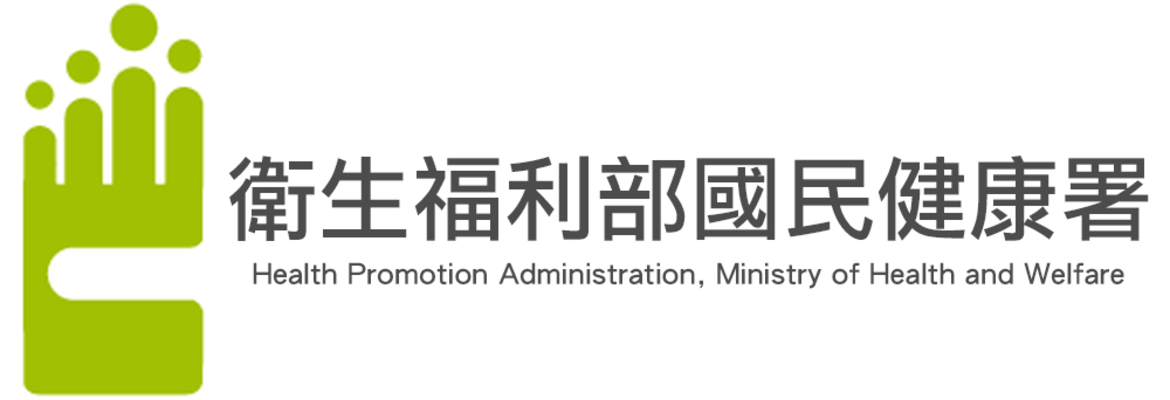 衛生福利部國民健康署
Health Promotion Administration, Ministry of Health and Welfare